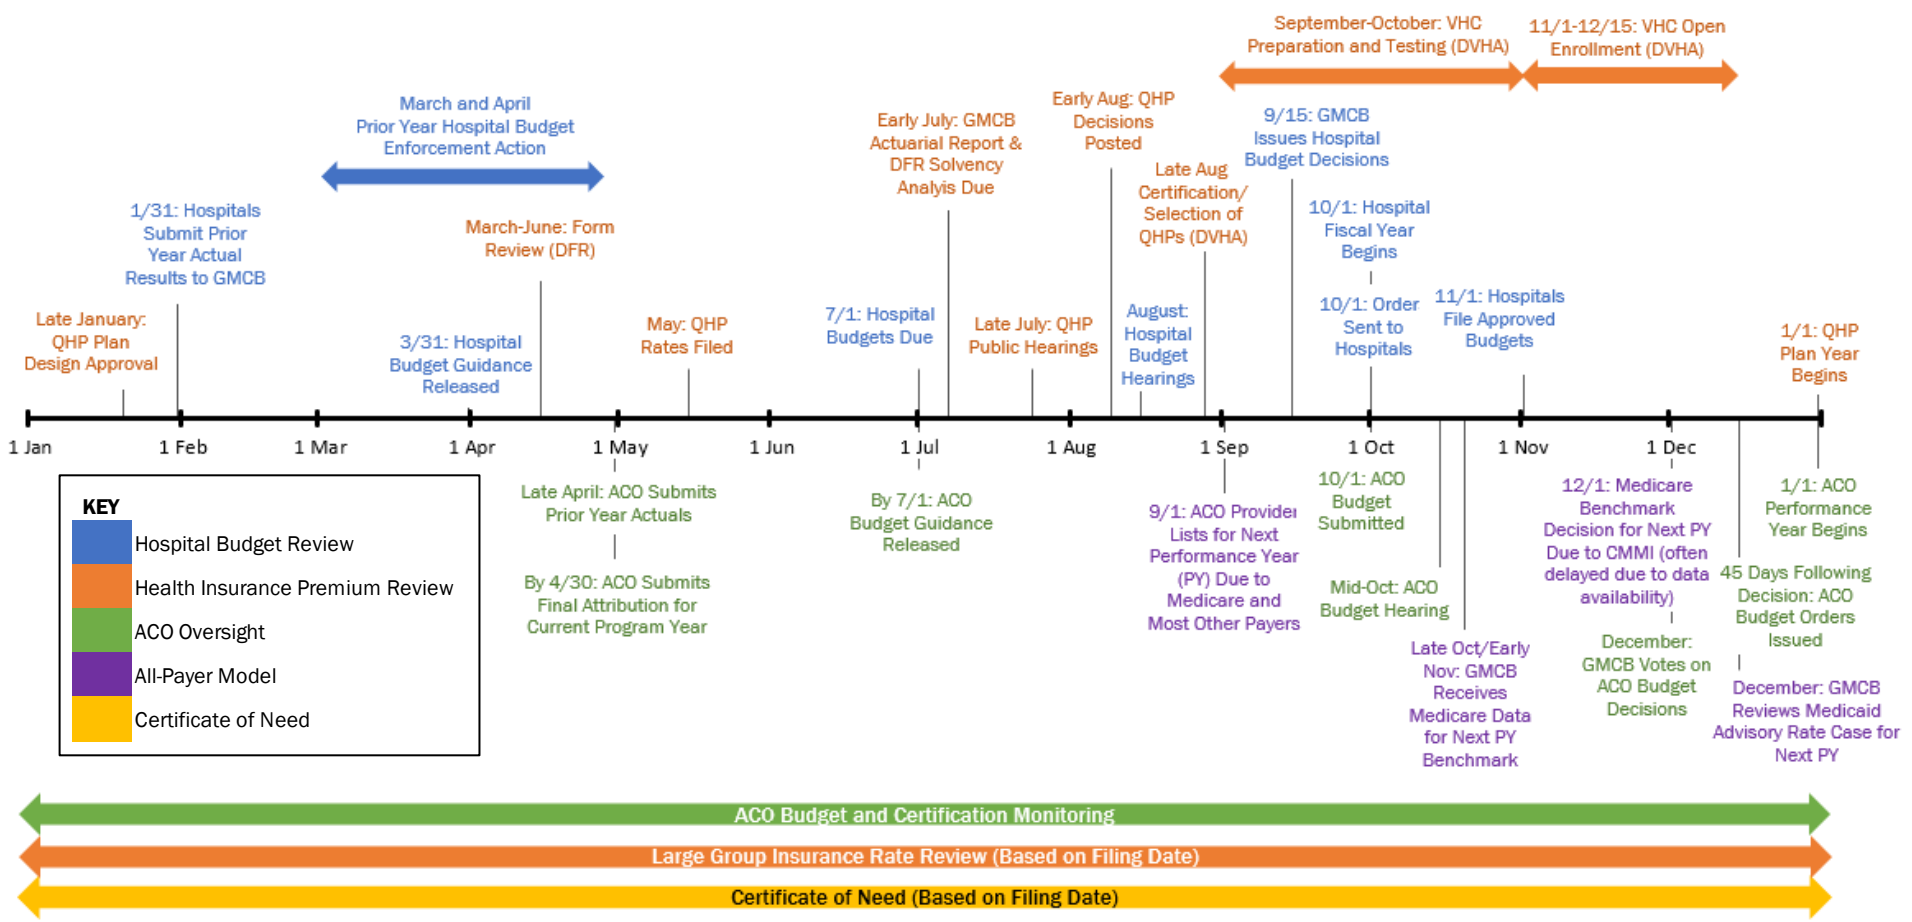 September-October: VHC
Preparation and Testing (DVHA)
11/1-12/15: VHC Open
Enrollment (DVHA)
March and April
Prior Year Hospital Budget
Enforcement Action
Early July: GMCB
Actuarial Report &
DFR Solvency
Analyis Due
Early Aug: QHP
Decisions
Posted
9/15: GMCB
Issues Hospital
Budget Decisions
Late Aug
Certification/
Selection of
QHPs (DVHA)
1/31: Hospitals
Submit Prior
Year Actual
Results to GMCB
March-June: Form
Review (DFR)
10/1: Hospital
Fiscal Year
Begins
Late January:
QHP Plan
Design Approval
3/31: Hospital
Budget Guidance
Released
May: QHP
Rates Filed
7/1: Hospital
Budgets Due
Late July: QHP
Public Hearings
August:
Hospital
Budget
Hearings
10/1: Order
Sent to
Hospitals
11/1: Hospitals
File Approved
Budgets
1/1: QHP
Plan Year
Begins
1 Jan
1 Feb
1 Mar
1 Apr
1 May
1 Jun
1 Jul
1 Aug
1 Sep
1 Oct
1 Nov
1 Dec
KEY
Hospital Budget Review
Health Insurance Premium Review
ACO Oversight
All-Payer Model
Certificate of Need
Late April: ACO Submits
Prior Year Actuals
By 4/30: ACO Submits
Final Attribution for
Current Program Year
By 7/1: ACO
Budget Guidance
Released
9/1: ACO Provider
Lists for Next
Performance Year
(PY) Due to
Medicare and
Most Other Payers
10/1: ACO
Budget
Submitted
Mid-Oct: ACO
Budget Hearing
Late Oct/Early
Nov: GMCB
Receives
Medicare Data
for Next PY
Benchmark
12/1: Medicare
Benchmark
Decision for Next PY
Due to CMMI (often
delayed due to data
availability)
December:
GMCB Votes on
ACO Budget
Decisions
1/1: ACO
Performance
Year Begins
45 Days Following
Decision: ACO
Budget Orders
Issued
December: GMCB
Reviews Medicaid
Advisory Rate Case for
Next PY
ACO Budget and Certification Monitoring
Large Group Insurance Rate Review (Based on Filing Date)
Certificate of Need (Based on Filing Date)